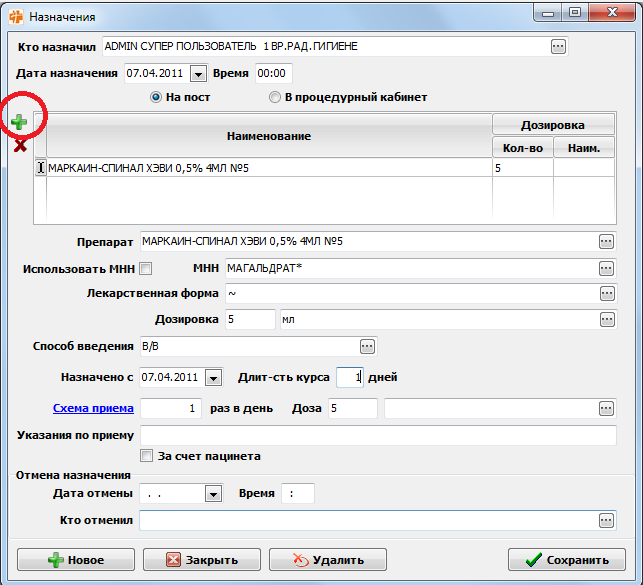 Назначения
Кто назначил ADMIN СУПЕР ПОЛЬЗОВАТЕЛЬ 1 ВР.РАД.ГИГИЕНЕ ...
Дата назначения 07.04.2011 Время 00:00
На пост В процедурный кабинет
Наименование Дозировка
Кол-во Наим.
МАРКАИН-СПИНАЛ ХЭВИ 0,5% 4МЛ №5 5
Препарат МАРКАИН-СПИНАЛ ХЭВИ 0,5% 4МЛ №5 ...
Использовать МНН МНН МАГАЛЬДРАТ* ...
Лекарственная форма ~ ...
Дозировка 5 мл ...
Способ введения В/В ...
Назначено с 07.04.2011 Длит-сть курса 1 дней
Схема приема 1 раз в день Доза 5 ...
Указания по приему
За счет пацинета
Отмена назначения
Дата отмены . . Время :
Кто отменил ...
Новое Закрыть Удалить Сохранить